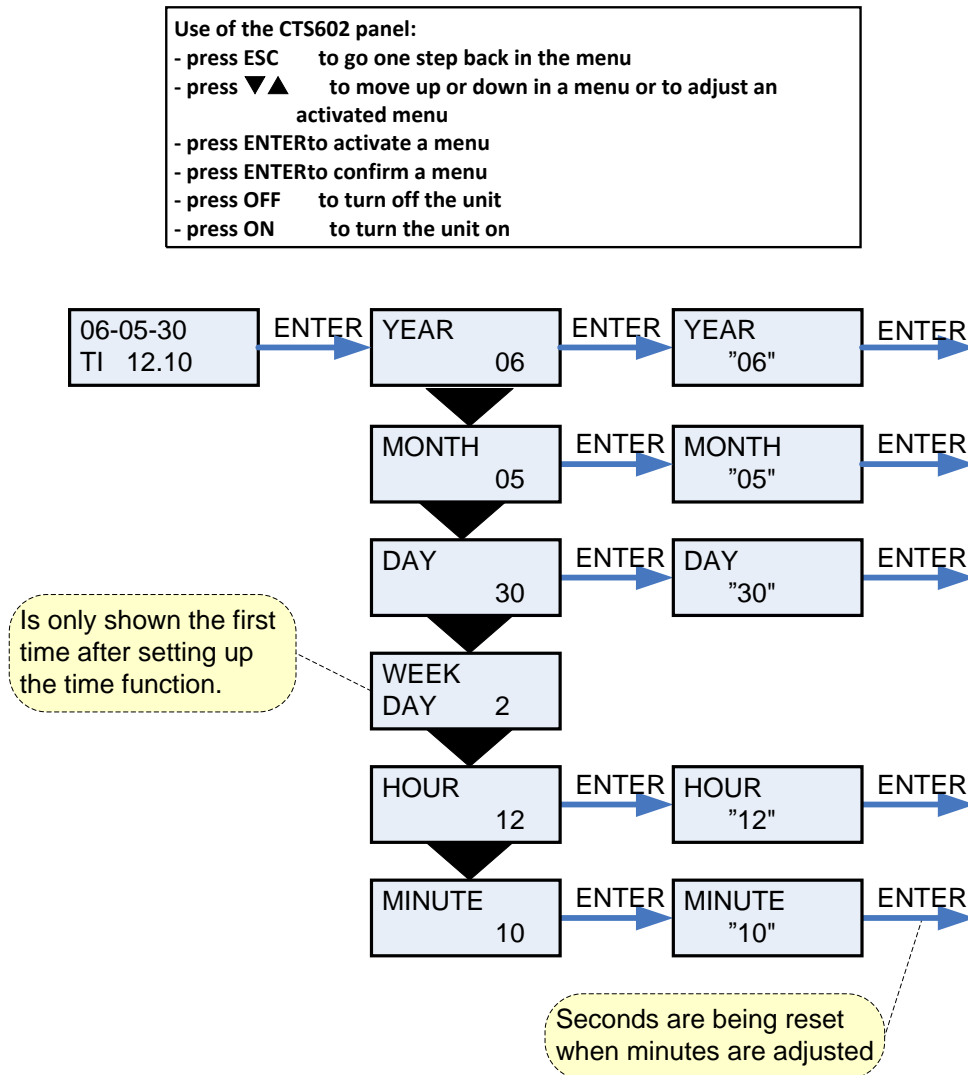 Use of the CTS602 panel:
- press ESC to go one step back in the menu
- press ▼▲ to move up or down in a menu or to adjust an
activated menu
- press ENTERto activate a menu
- press ENTERto confirm a menu
- press OFF to turn off the unit
- press ON to turn the unit on
06-05-30
TI 12.10
ENTER
YEAR
06
ENTER
YEAR
"06"
ENTER
MONTH
05
ENTER
MONTH
"05"
ENTER
DAY
30
ENTER
DAY
"30"
ENTER
Is only shown the first
time after setting up
the time function.
WEEK
DAY 2
HOUR
12
ENTER
HOUR
"12"
ENTER
MINUTE
10
ENTER
MINUTE
"10"
ENTER
Seconds are being reset
when minutes are adjusted